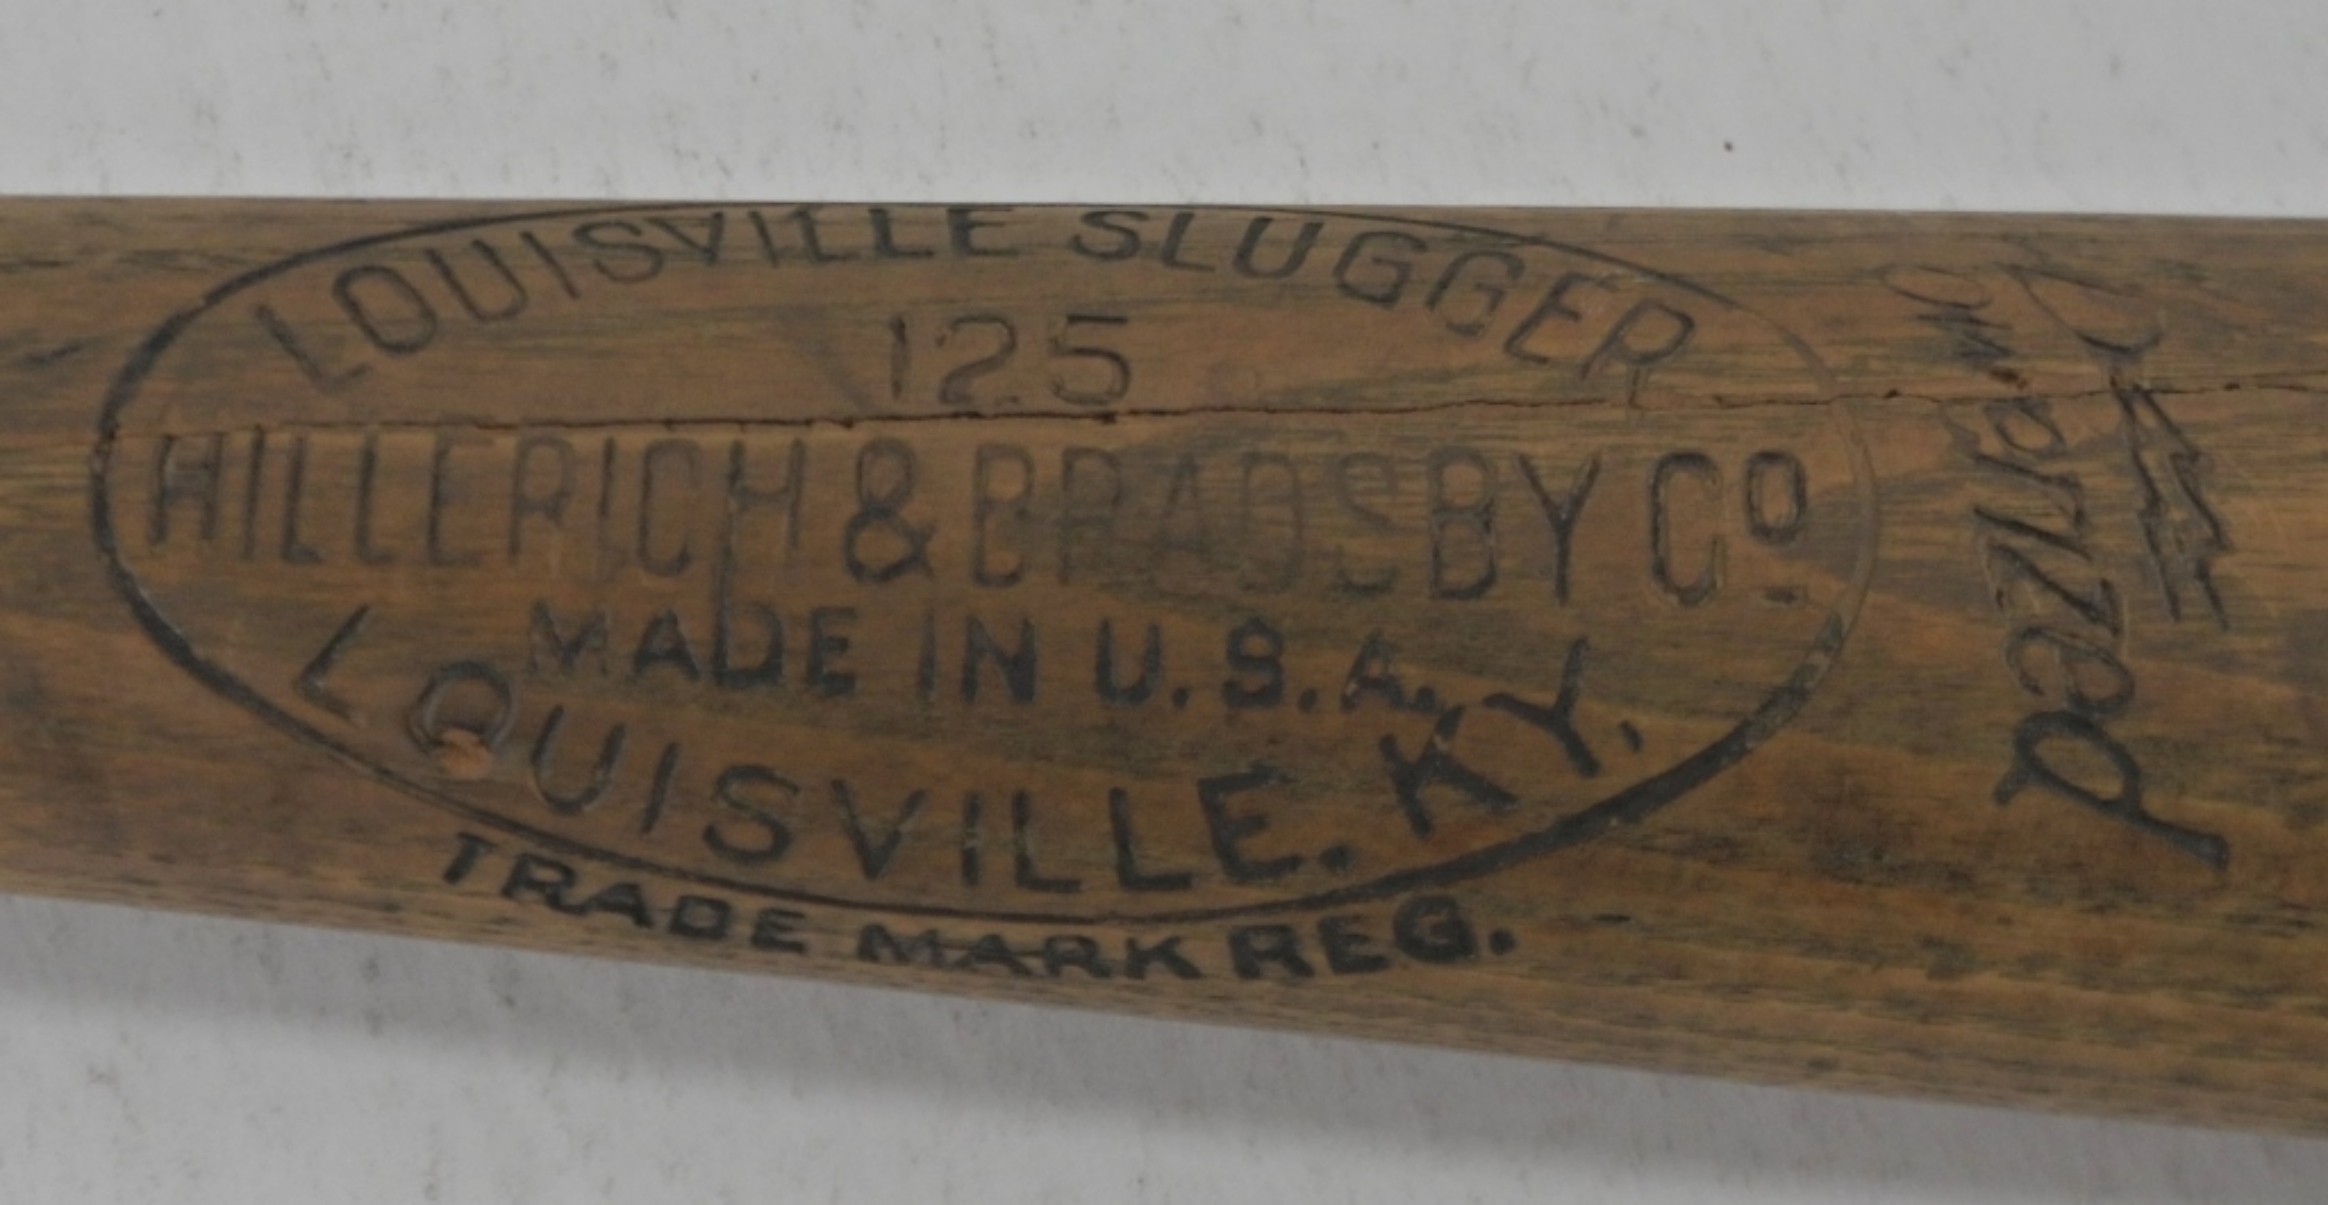 LOUISVILLE SLUGGER
125
HILLERICH & BRADSBY Cº
MADE IN U.S.A.
LOUISVILLE. KY.
TRADE MARK REG.
Powerized